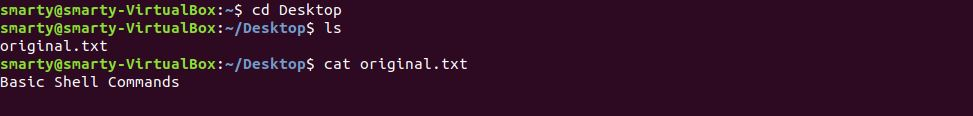 smarty@smarty-VirtualBox:~$ cd Desktop
smarty@smarty-VirtualBox:~/Desktop$ ls
original.txt
smarty@smarty-VirtualBox:~/Desktop$ cat original.txt
Basic Shell Commands